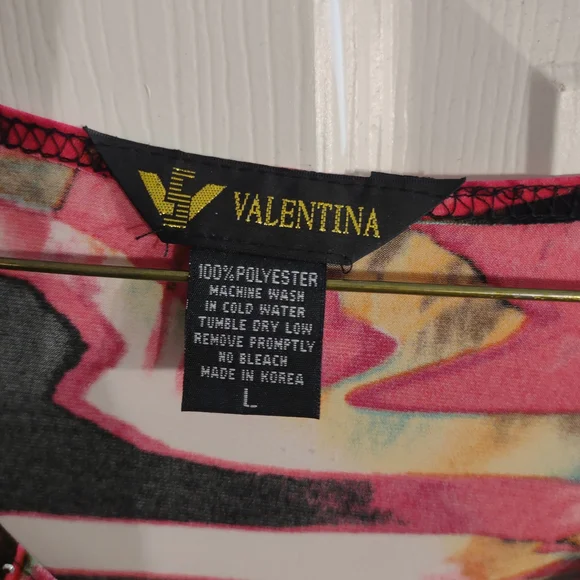 VALENTINA
100% POLYESTER
MACHINE WASH
IN COLD WATER
TUMBLE DRY LOW
REMOVE PROMPTLY
NO BLEACH
MADE IN KOREA
L